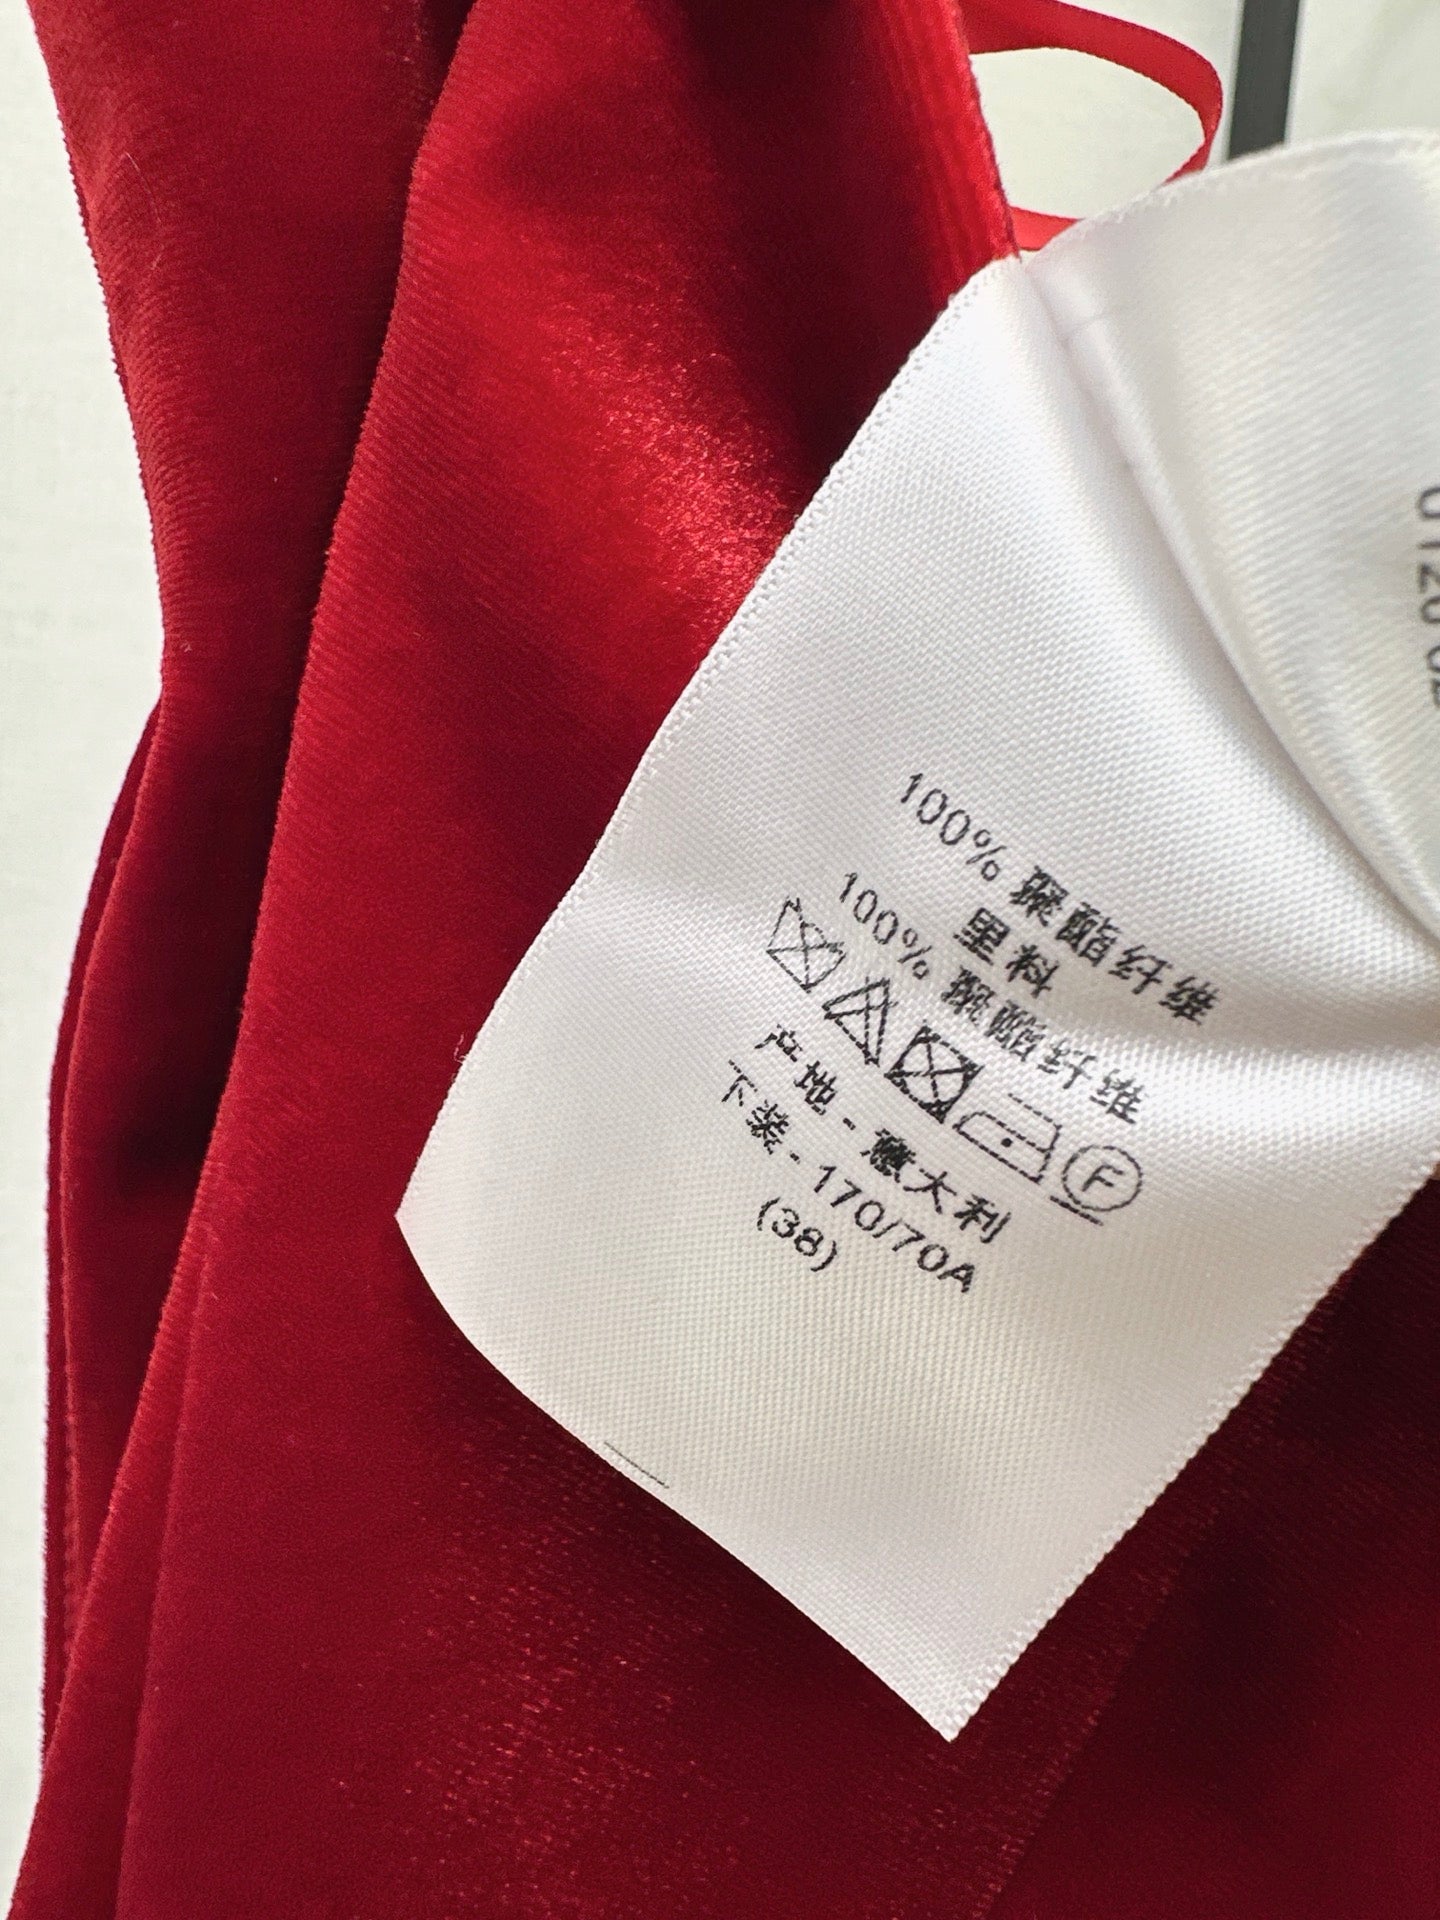 100% 聚酯纤维
里料
100% 聚酯纤维
F
产地 - 意大利
下装 - 170/70A
(38)